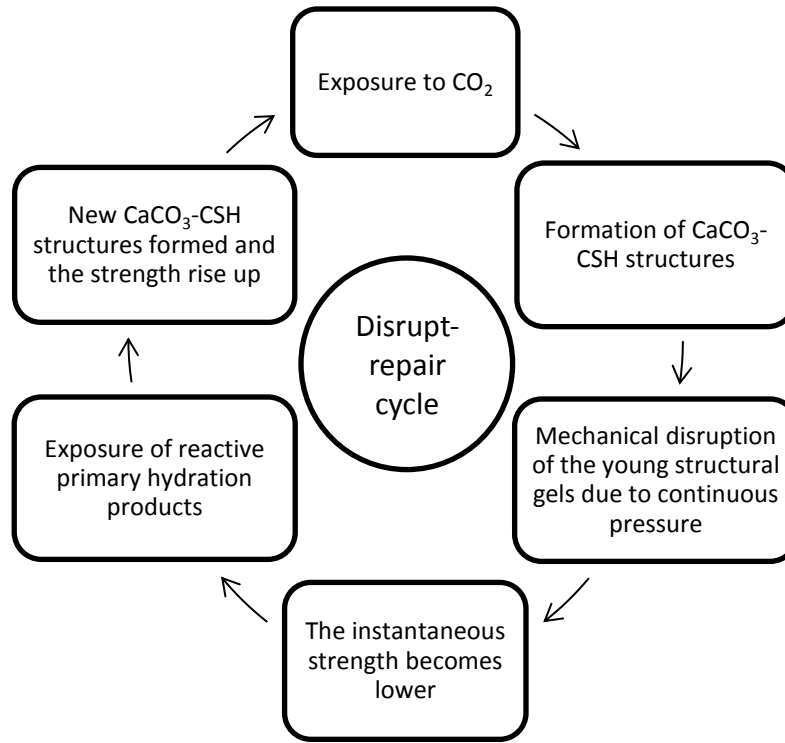 Exposure to CO₂
Formation of CaCO₃-
CSH structures
Mechanical disruption
of the young structural
gels due to continuous
pressure
The instantaneous
strength becomes
lower
Exposure of reactive
primary hydration
products
New CaCO₃-CSH
structures formed and
the strength rise up
Disrupt-
repair
cycle